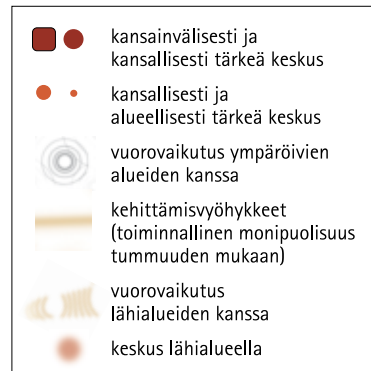 kansainvälisesti ja
kansallisesti tärkeä keskus
kansallisesti ja
alueellisesti tärkeä keskus
vuorovaikutus ympäröivien
alueiden kanssa
kehittämisvyöhykkeet
(toiminnallinen monipuolisuus
tummuuden mukaan)
vuorovaikutus
lähialueiden kanssa
keskus lähialueella